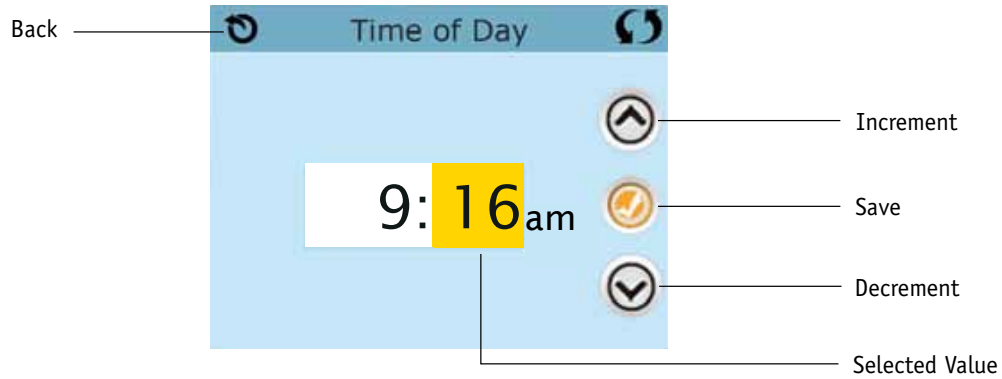 Back
Time of Day
Increment
9:16am
Save
Decrement
Selected Value